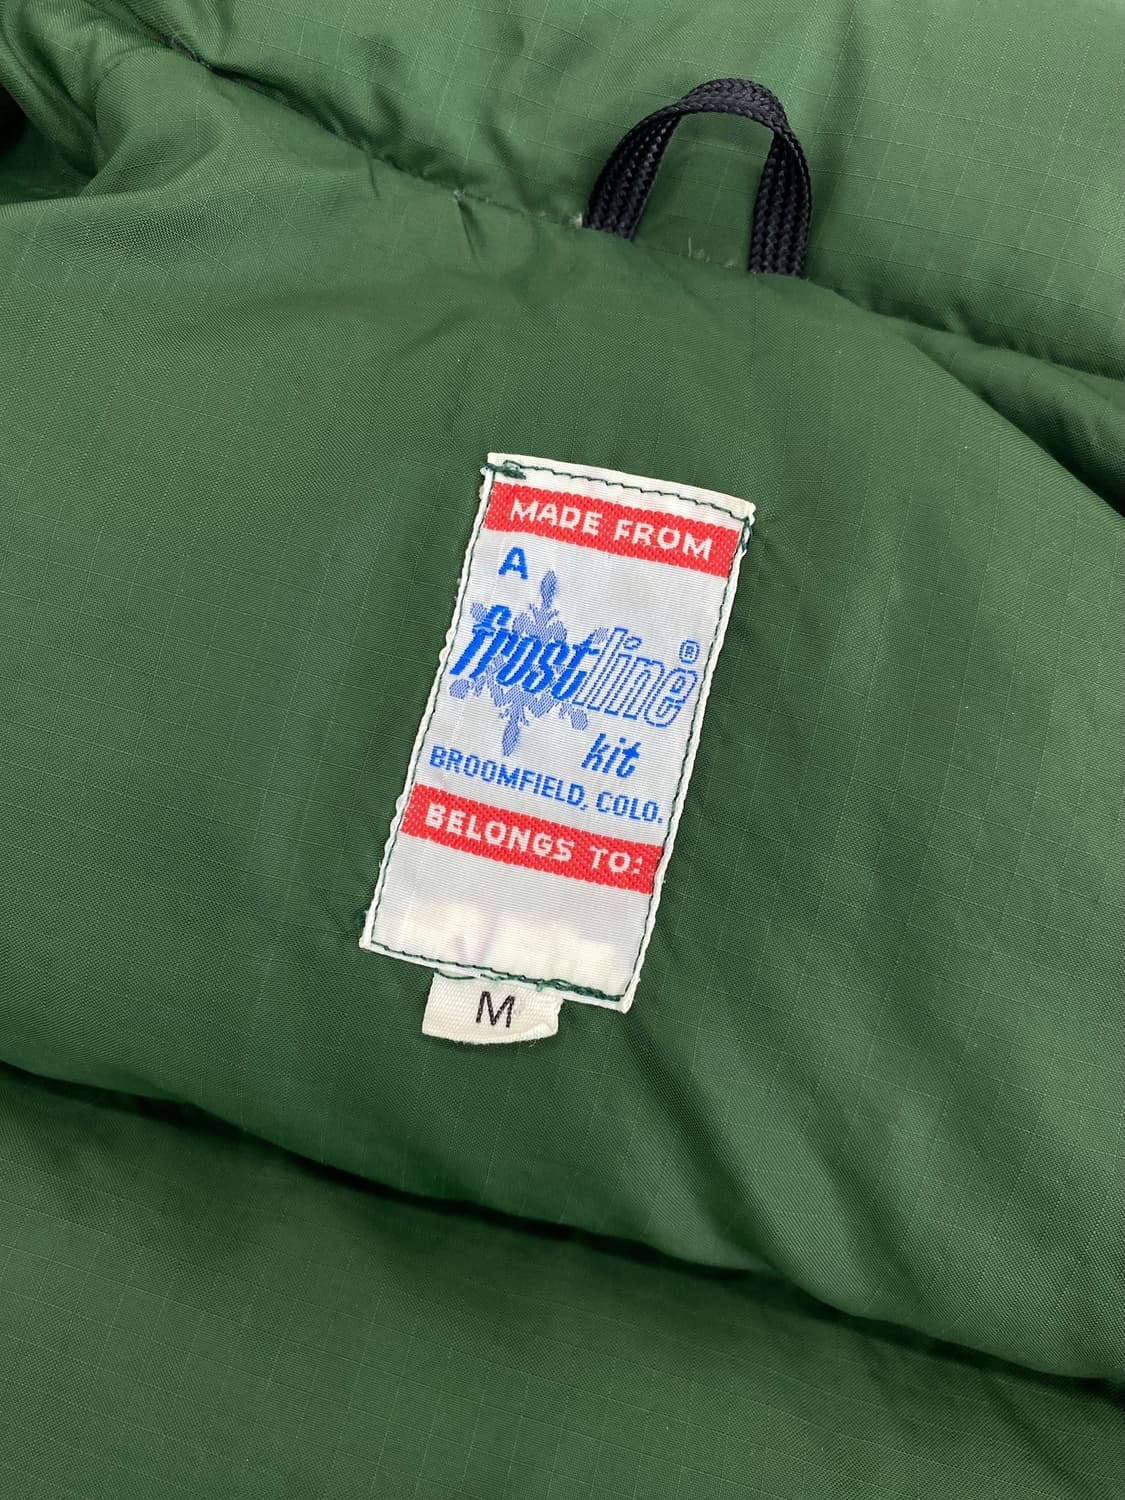 MADE FROM
A
frostline®
kit
BROOMFIELD, COLO.
BELONGS TO:
M